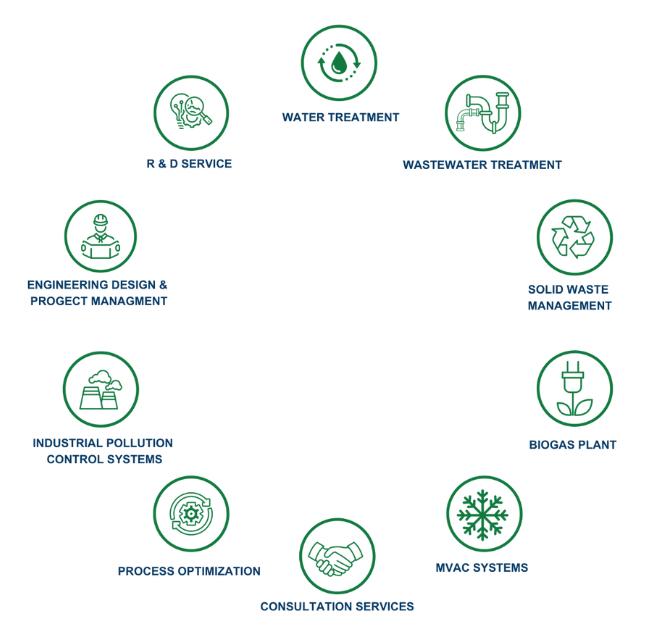 WATER TREATMENT
R & D SERVICE
WASTEWATER TREATMENT
ENGINEERING DESIGN &
PROGECT MANAGMENT
SOLID WASTE
MANAGEMENT
INDUSTRIAL POLLUTION
CONTROL SYSTEMS
BIOGAS PLANT
PROCESS OPTIMIZATION
MVAC SYSTEMS
CONSULTATION SERVICES